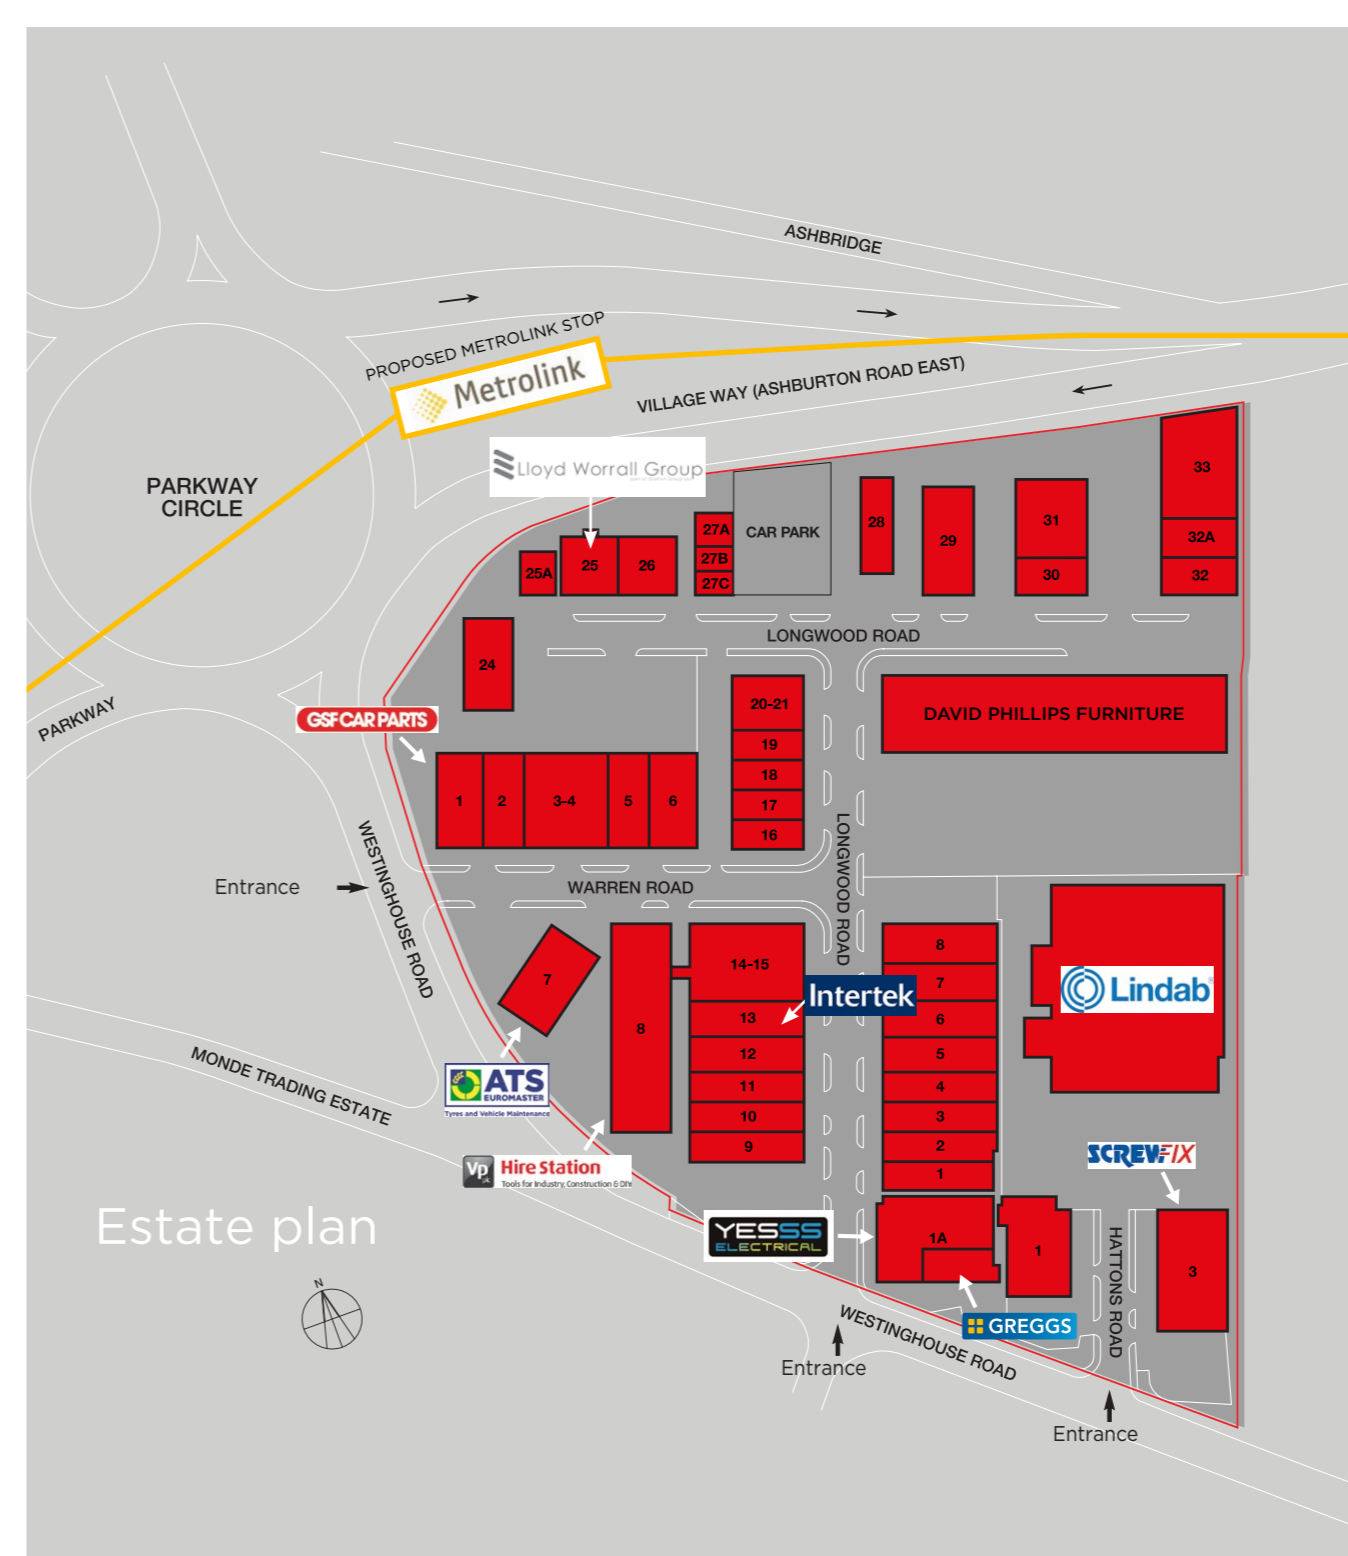 ASHBRIDGE
PROPOSED METROLINK STOP
Metrolink
VILLAGE WAY (ASHBURTON ROAD EAST)
PARKWAY
CIRCLE
Lloyd Worrall Group
33
32A
32
31
30
29
28
CAR PARK
27A
27B
27C
26
25
25A
24
LONGWOOD ROAD
PARKWAY
GSF CAR PARTS
20-21
19
18
17
16
DAVID PHILLIPS FURNITURE
1
2
3-4
5
6
WESTINGHOUSE ROAD
Entrance
WARREN ROAD
LONGWOOD ROAD
7
8
14-15
13
12
11
10
9
Intertek
8
7
6
5
4
3
2
1
Lindab
MONDE TRADING ESTATE
ATS
EUROMASTER
Tyres and Vehicle Maintenance
Vp
plc
Hire Station
Tools for Industry, Construction & DIY
SCREWFIX
YESSS
ELECTRICAL
1A
1
HATTONS ROAD
3
GREGGS
WESTINGHOUSE ROAD
Entrance
Entrance
Estate plan
N